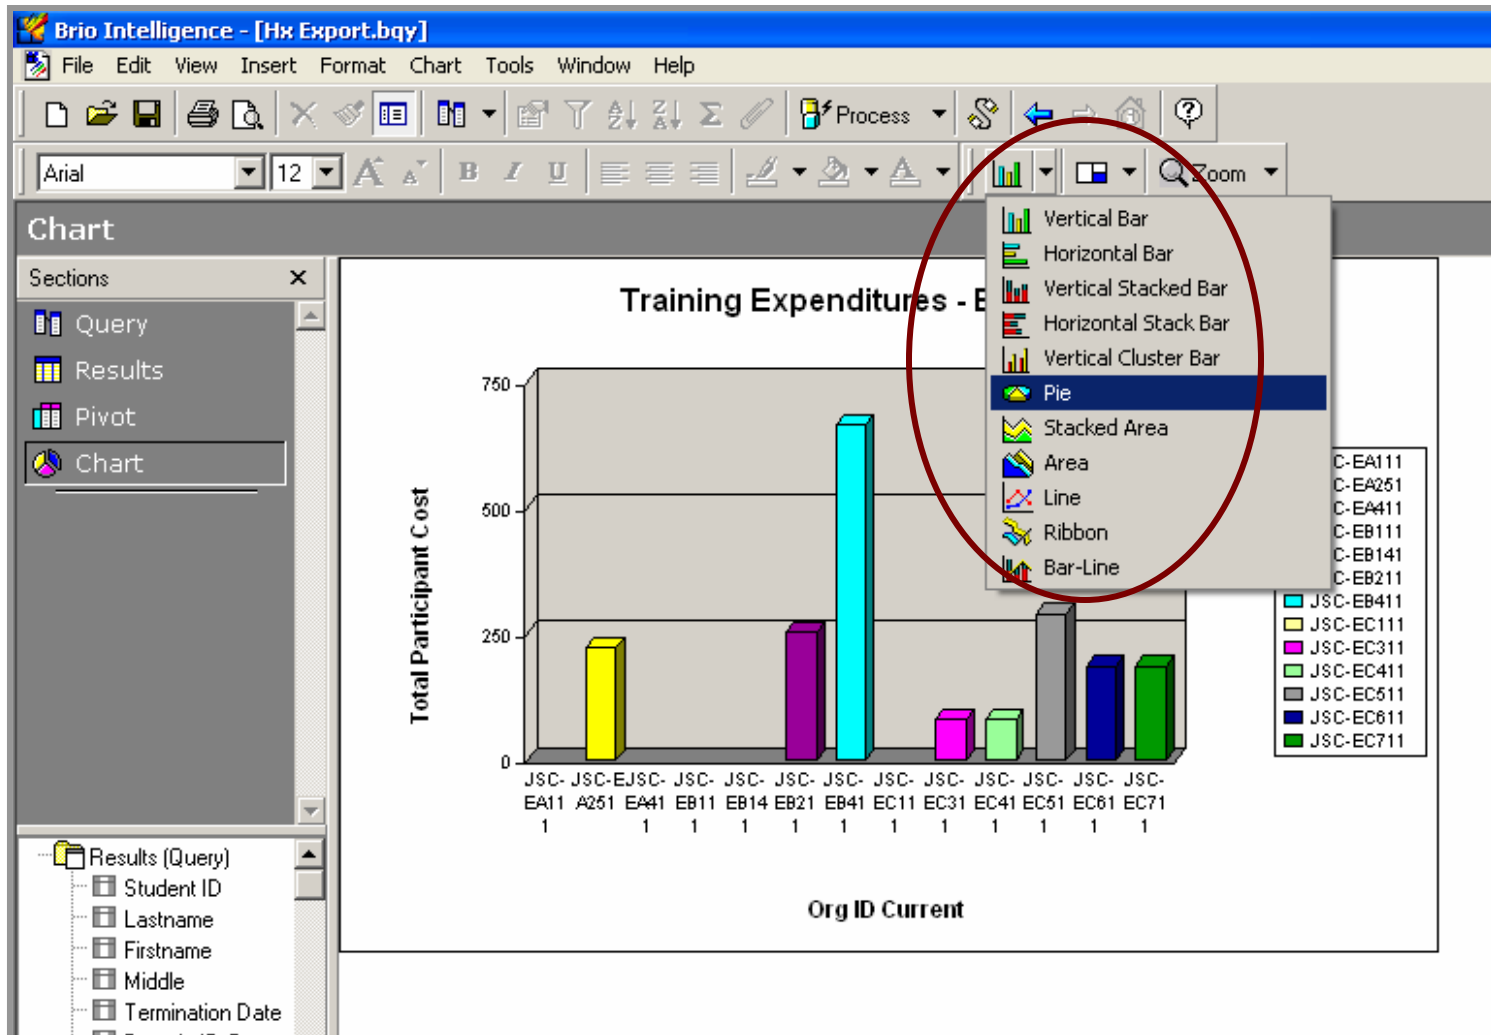 Brio Intelligence - [Hx Export.bqy]
File Edit View Insert Format Chart Tools Window Help
Process
Arial 12 B I U Zoom
Chart
Sections
Query
Results
Pivot
Chart
Vertical Bar
Horizontal Bar
Vertical Stacked Bar
Horizontal Stack Bar
Vertical Cluster Bar
Pie
Stacked Area
Area
Line
Ribbon
Bar-Line
Training Expenditures -
Total Participant Cost
750
500
250
0
JSC- JSC-E JSC- JSC- JSC- JSC- JSC- JSC- JSC- JSC- JSC- JSC- JSC-
EA11 A251 EA41 EB11 EB14 EB21 EB41 EC11 EC31 EC41 EC51 EC61 EC71
1 1 1 1 1 1 1 1 1 1 1 1
Org ID Current
C-EA111
C-EA251
C-EA411
C-EB111
C-EB141
C-EB211
JSC-EB411
JSC-EC111
JSC-EC311
JSC-EC411
JSC-EC511
JSC-EC611
JSC-EC711
Results (Query)
Student ID
Lastname
Firstname
Middle
Termination Date